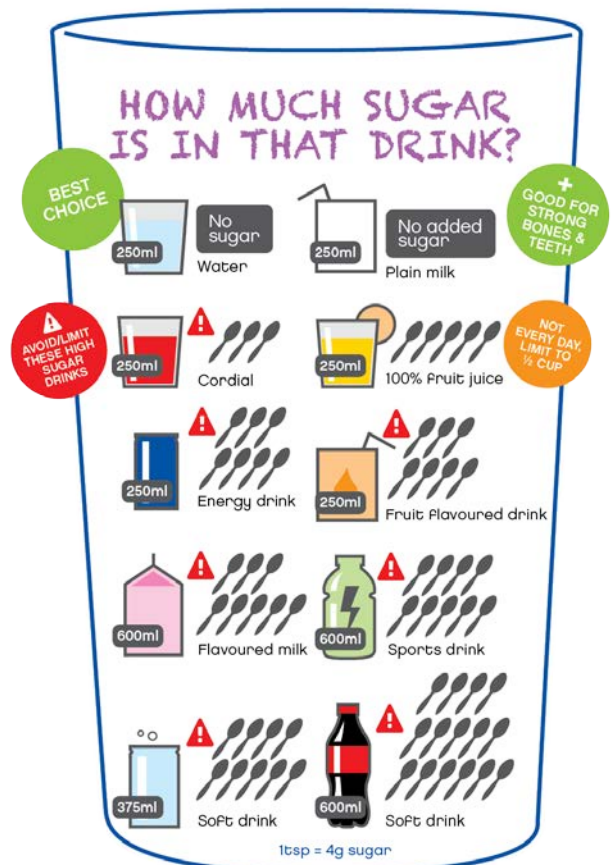 HOW MUCH SUGAR
IS IN THAT DRINK?
BEST
CHOICE
250ml
No
sugar
Water
250ml
No added
sugar
Plain milk
+
GOOD FOR
STRONG
BONES &
TEETH
!
AVOID/LIMIT
THESE HIGH
SUGAR
DRINKS
250ml
!
Cordial
250ml
100% fruit juice
NOT
EVERY DAY,
LIMIT TO
½ CUP
250ml
!
Energy drink
250ml
!
Fruit flavoured drink
600ml
!
Flavoured milk
600ml
!
Sports drink
375ml
!
Soft drink
600ml
!
Soft drink
1tsp = 4g sugar